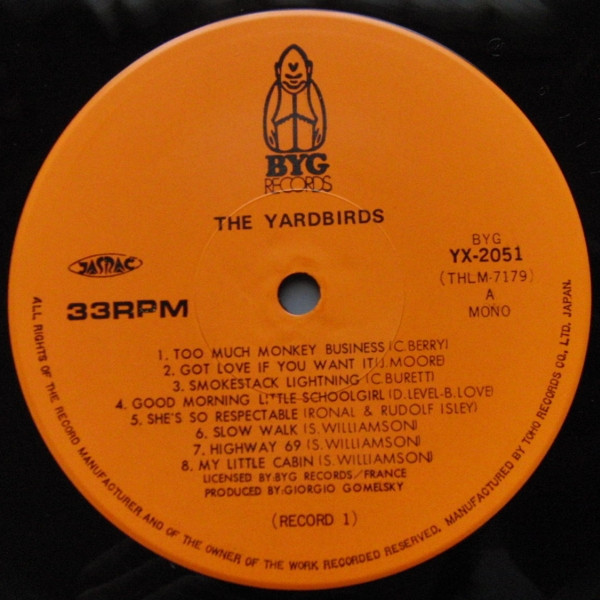 BYG
RECORDS
THE YARDBIRDS
JASRAC
BYG
YX-2051
(THLM-7179)
A
MONO
33RPM
1. TOO MUCH MONKEY BUSINESS (C.BERRY)
2. GOT LOVE IF YOU WANT IT (J.MOORE)
3. SMOKESTACK LIGHTNING (C.BURETT)
4. GOOD MORNING LITTLE SCHOOLGIRL (D.LEVEL-B.LOVE)
5. SHE'S SO RESPECTABLE (RONAL & RUDOLF ISLEY)
6. SLOW WALK (S.WILLIAMSON)
7. HIGHWAY 69 (S.WILLIAMSON)
8. MY LITTLE CABIN (S.WILLIAMSON)
LICENSED BY:BYG RECORDS/FRANCE
PRODUCED BY:GIORGIO GOMELSKY
(RECORD 1)
ALL RIGHTS OF THE RECORD MANUFACTURER AND OF THE OWNER OF THE WORK RECORDED RESERVED. MANUFACTURED BY TOHO RECORDS CO., LTD. JAPAN.